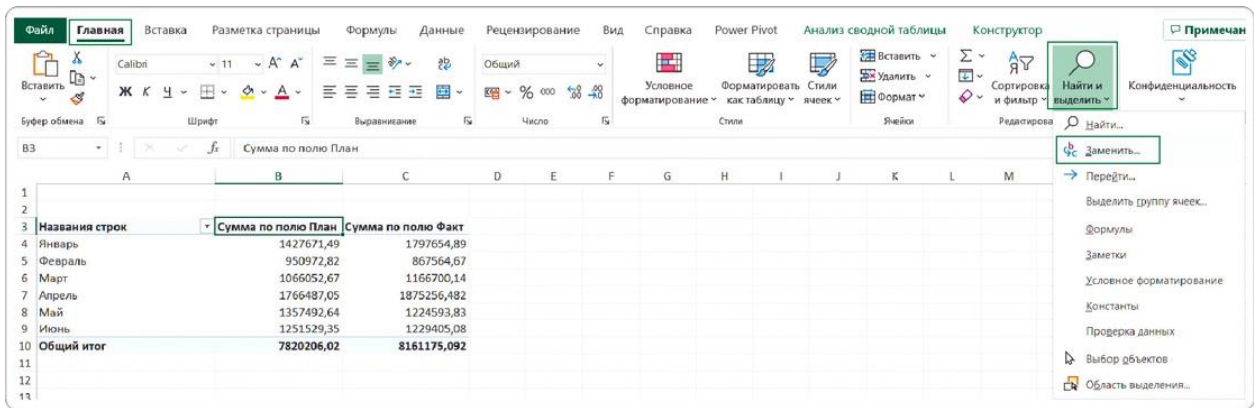 Файл Главная Вставка Разметка страницы Формулы Данные Рецензирование Вид Справка Power Pivot Анализ сводной таблицы Конструктор Примечан
Вставить
Calibri 11 A^ A˅
Ж К Ч A
Общий
% 000
Условное форматирование
Форматировать как таблицу
Стили ячеек
Вставить
Удалить
Формат
Сортировка и фильтр
Найти и выделить
Конфиденциальность
Буфер обмена Шрифт Выравнивание Число Стили Ячейки Редактирова
B3 fx Сумма по полю План
A B C D E F G H I J K L M
1
2
3 Названия строк Сумма по полю План Сумма по полю Факт
4 Январь 1427671,49 1797654,89
5 Февраль 950972,82 867564,67
6 Март 1066052,67 1166700,14
7 Апрель 1766487,05 1875256,482
8 Май 1357492,64 1224593,83
9 Июнь 1251529,35 1229405,08
10 Общий итог 7820206,02 8161175,092
11
12
13
Найти...
Заменить...
Перейти...
Выделить группу ячеек...
Формулы
Заметки
Условное форматирование
Константы
Проверка данных
Выбор объектов
Область выделения...